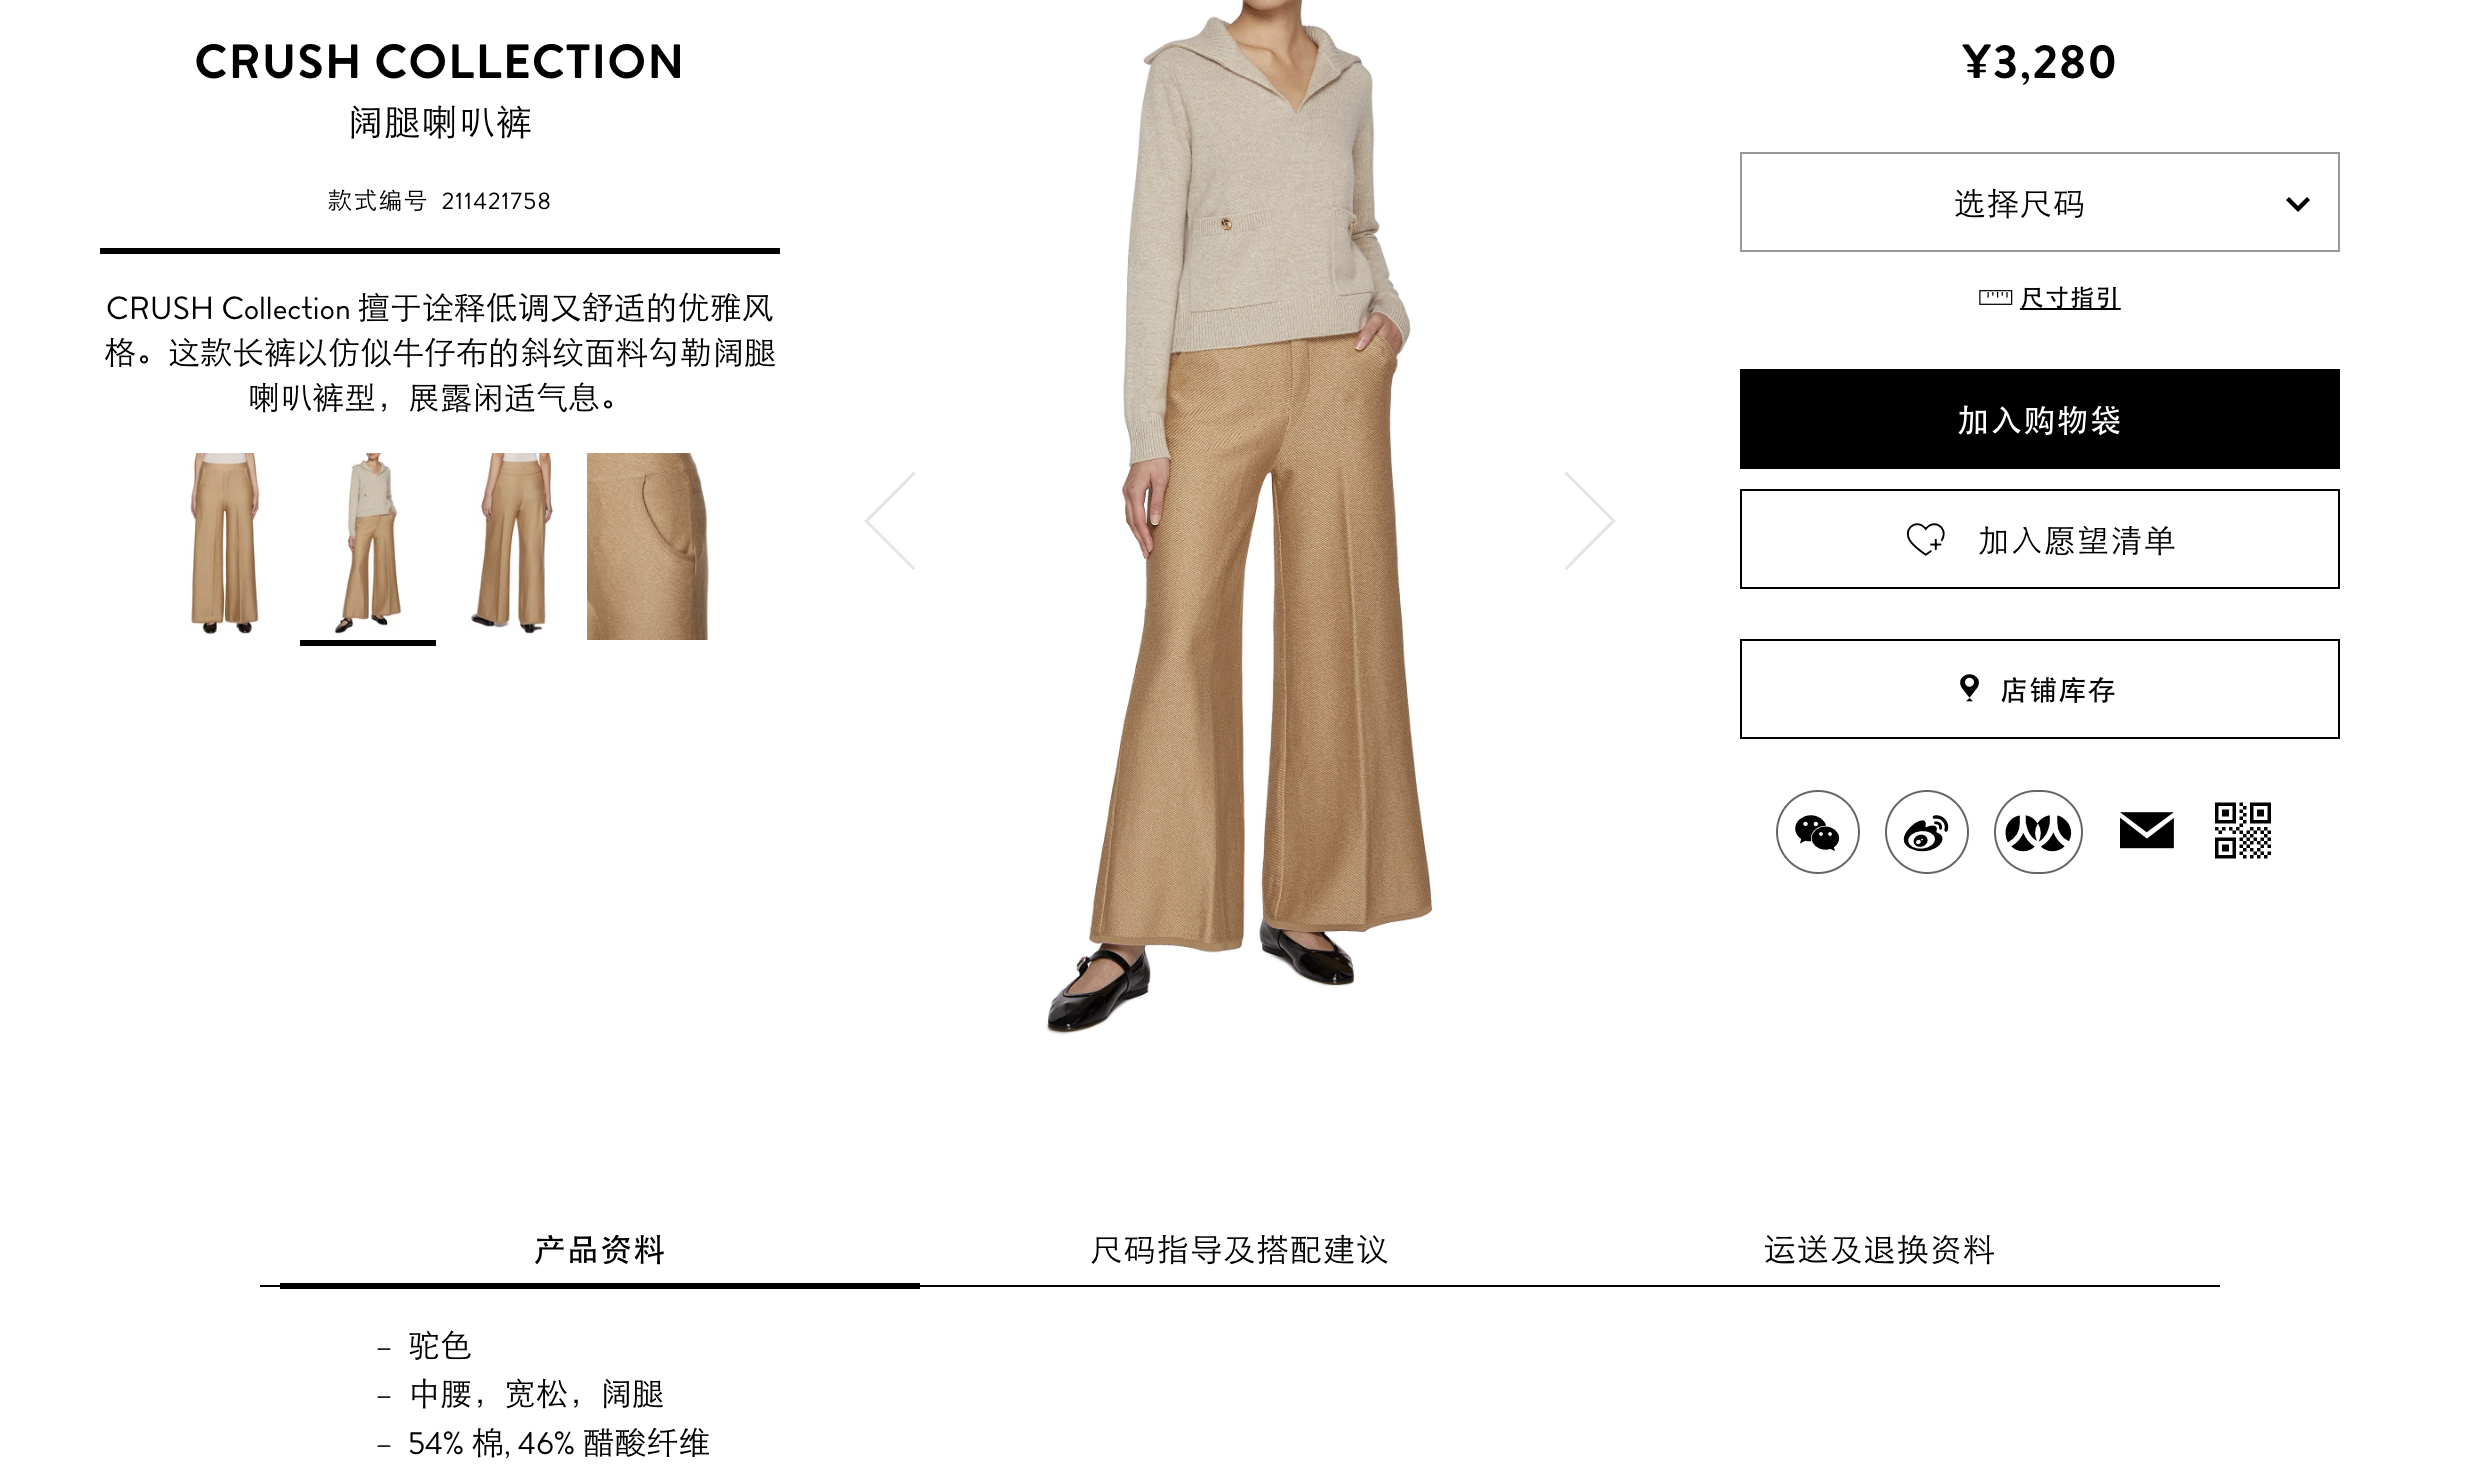 CRUSH COLLECTION
阔腿喇叭裤
款式编号 211421758
CRUSH Collection 擅于诠释低调又舒适的优雅风
格。这款长裤以仿似牛仔布的斜纹面料勾勒阔腿
喇叭裤型，展露闲适气息。
¥3,280
选择尺码
尺寸指引
加入购物袋
加入愿望清单
店铺库存
产品资料
尺码指导及搭配建议
运送及退换资料
– 驼色
– 中腰，宽松，阔腿
– 54% 棉, 46% 醋酸纤维